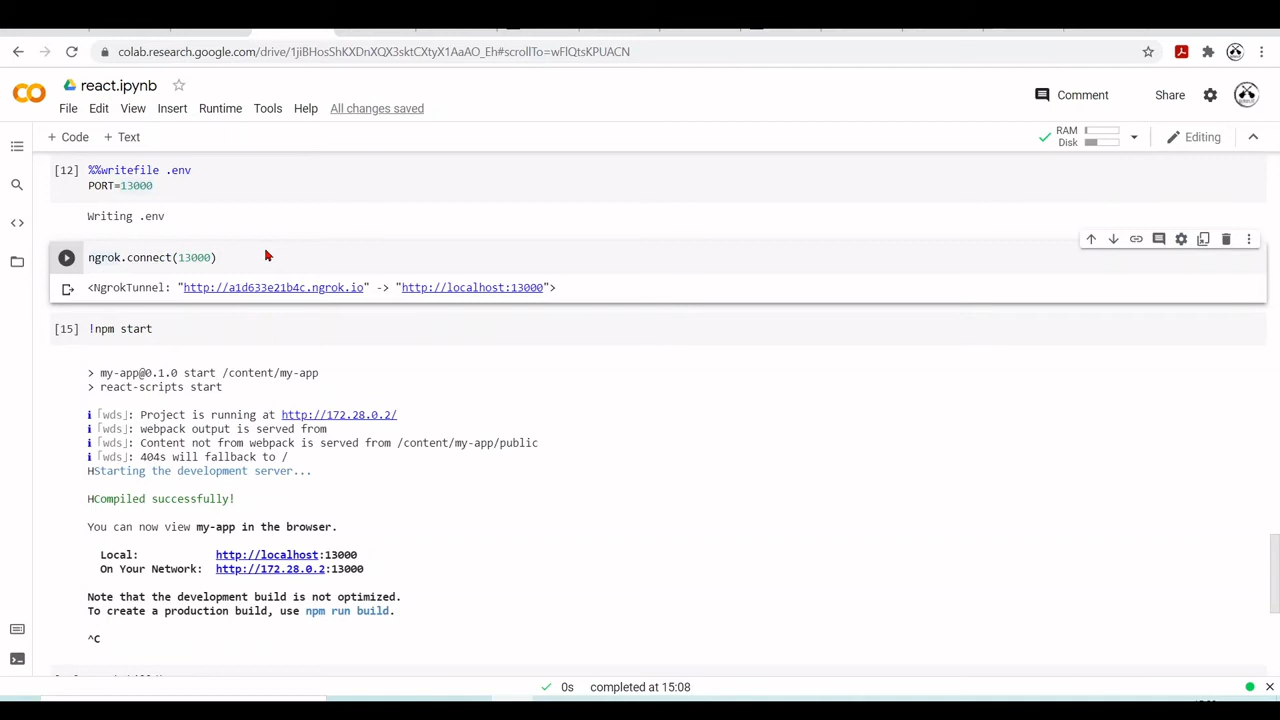 colab.research.google.com/drive/1jiBHosShKXDnXQX3sktCXtyX1AaAO_Eh#scrollTo=wFlQtsKPUACN
react.ipynb
File Edit View Insert Runtime Tools Help All changes saved
Comment Share
+ Code + Text
RAM
Disk
Editing
[12] %%writefile .env
PORT=13000
Writing .env
ngrok.connect(13000)
<NgrokTunnel: "http://a1d633e21b4c.ngrok.io" -> "http://localhost:13000">
[15] !npm start
> my-app@0.1.0 start /content/my-app
> react-scripts start
ℹ ｢wds｣: Project is running at http://172.28.0.2/
ℹ ｢wds｣: webpack output is served from
ℹ ｢wds｣: Content not from webpack is served from /content/my-app/public
ℹ ｢wds｣: 404s will fallback to /
HStarting the development server...
HCompiled successfully!
You can now view my-app in the browser.
Local: http://localhost:13000
On Your Network: http://172.28.0.2:13000
Note that the development build is not optimized.
To create a production build, use npm run build.
^C
0s completed at 15:08